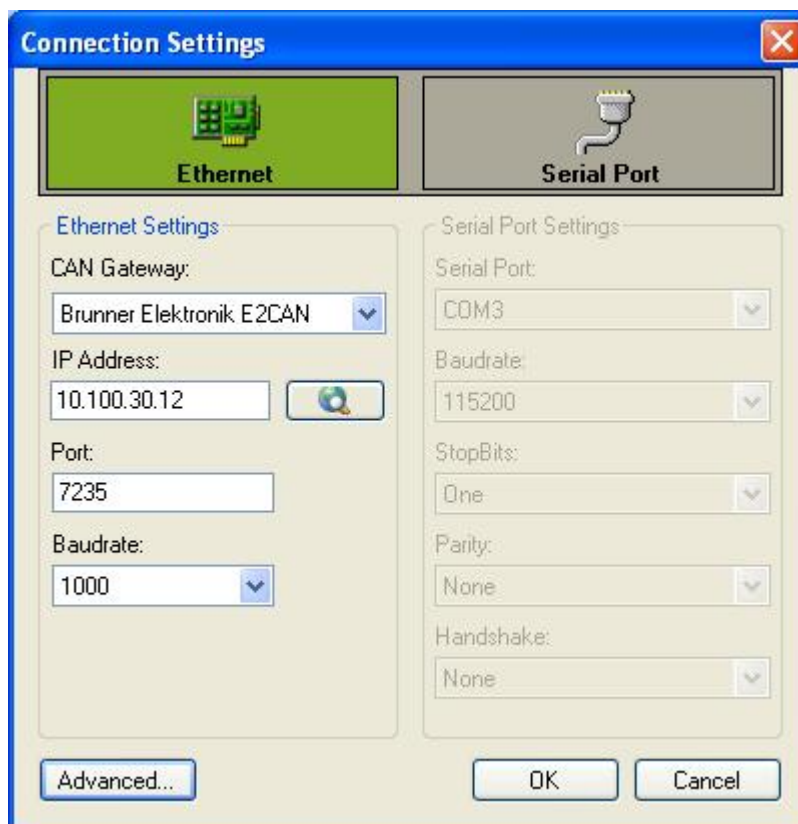 Connection Settings
Ethernet
Serial Port
Ethernet Settings
CAN Gateway:
Brunner Elektronik E2CAN
IP Address:
10.100.30.12
Port:
7235
Baudrate:
1000
Serial Port Settings
Serial Port:
COM3
Baudrate:
115200
StopBits:
One
Parity:
None
Handshake:
None
Advanced...
OK
Cancel